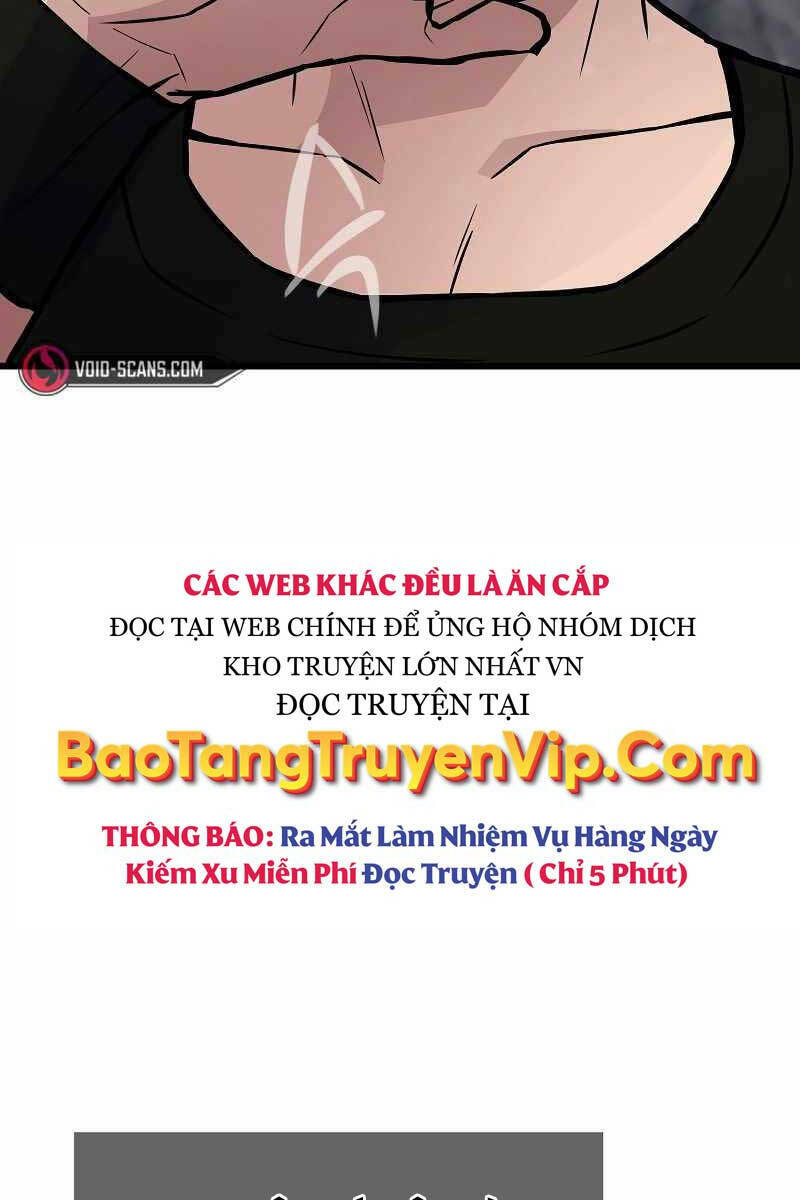 VOID-SCANS.COM
CÁC WEB KHÁC ĐỀU LÀ ĂN CẮP
ĐỌC TẠI WEB CHÍNH ĐỂ ỦNG HỘ NHÓM DỊCH
KHO TRUYỆN LỚN NHẤT VN
ĐỌC TRUYỆN TẠI
BaoTangTruyenVip.Com
THÔNG BÁO: Ra Mắt Làm Nhiệm Vụ Hàng Ngày
Kiếm Xu Miễn Phí Đọc Truyện ( Chỉ 5 Phút)